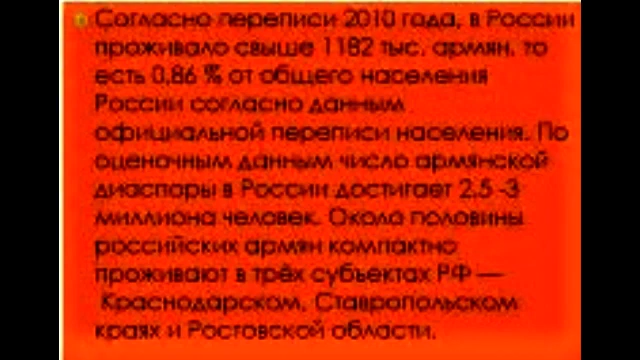 Согласно переписи 2010 года, в России
проживало свыше 1182 тыс. армян, то
есть 0,86 % от общего населения
России согласно данным
официальной переписи населения. По
оценочным данным число армянской
диаспоры в России достигает 2,5 -3
миллиона человек. Около половины
российских армян компактно
проживают в трёх субъектах РФ —
Краснодарском, Ставропольском
краях и Ростовской области.